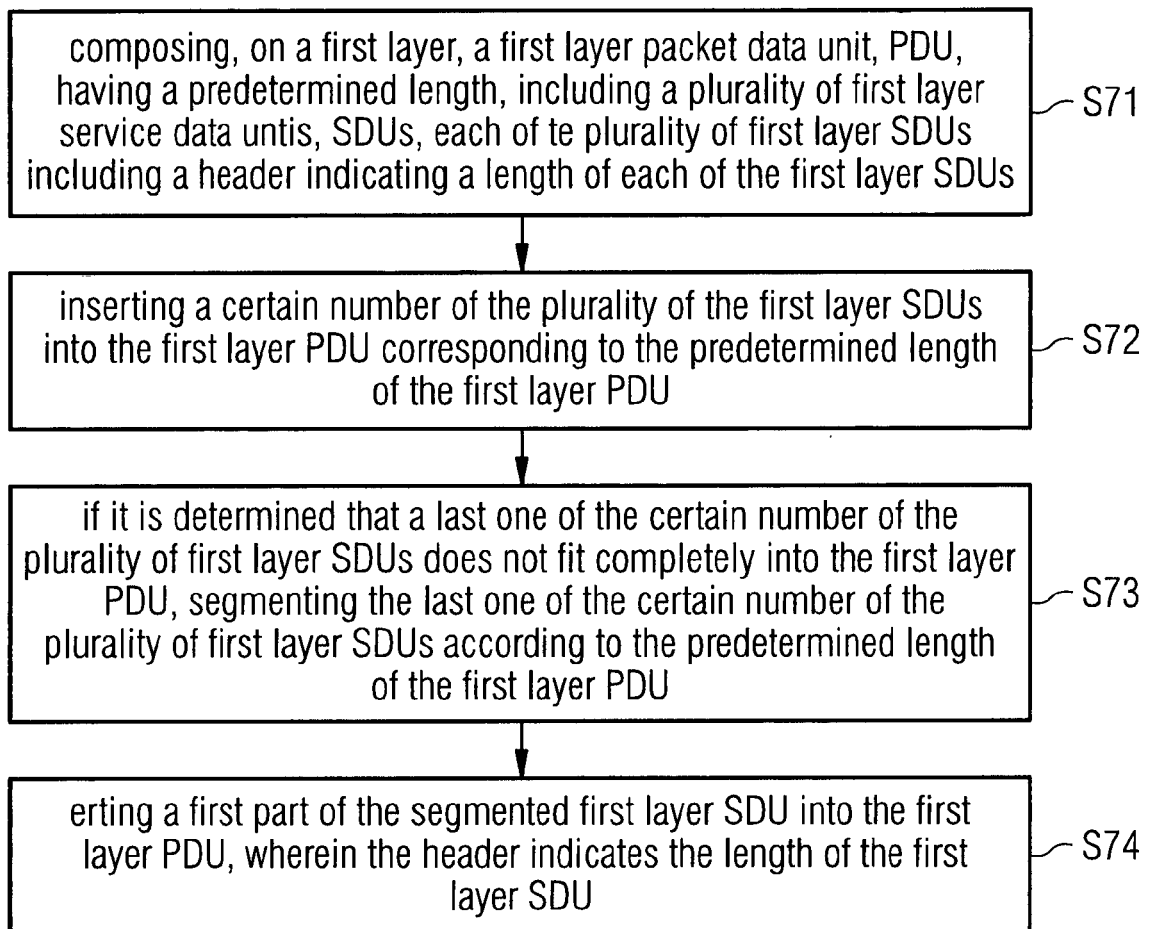 composing, on a first layer, a first layer packet data unit, PDU,
having a predetermined length, including a plurality of first layer
service data untis, SDUs, each of te plurality of first layer SDUs
including a header indicating a length of each of the first layer SDUs
S71
inserting a certain number of the plurality of the first layer SDUs
into the first layer PDU corresponding to the predetermined length
of the first layer PDU
S72
if it is determined that a last one of the certain number of the
plurality of first layer SDUs does not fit completely into the first layer
PDU, segmenting the last one of the certain number of the
plurality of first layer SDUs according to the predetermined length
of the first layer PDU
S73
erting a first part of the segmented first layer SDU into the first
layer PDU, wherein the header indicates the length of the first
layer SDU
S74